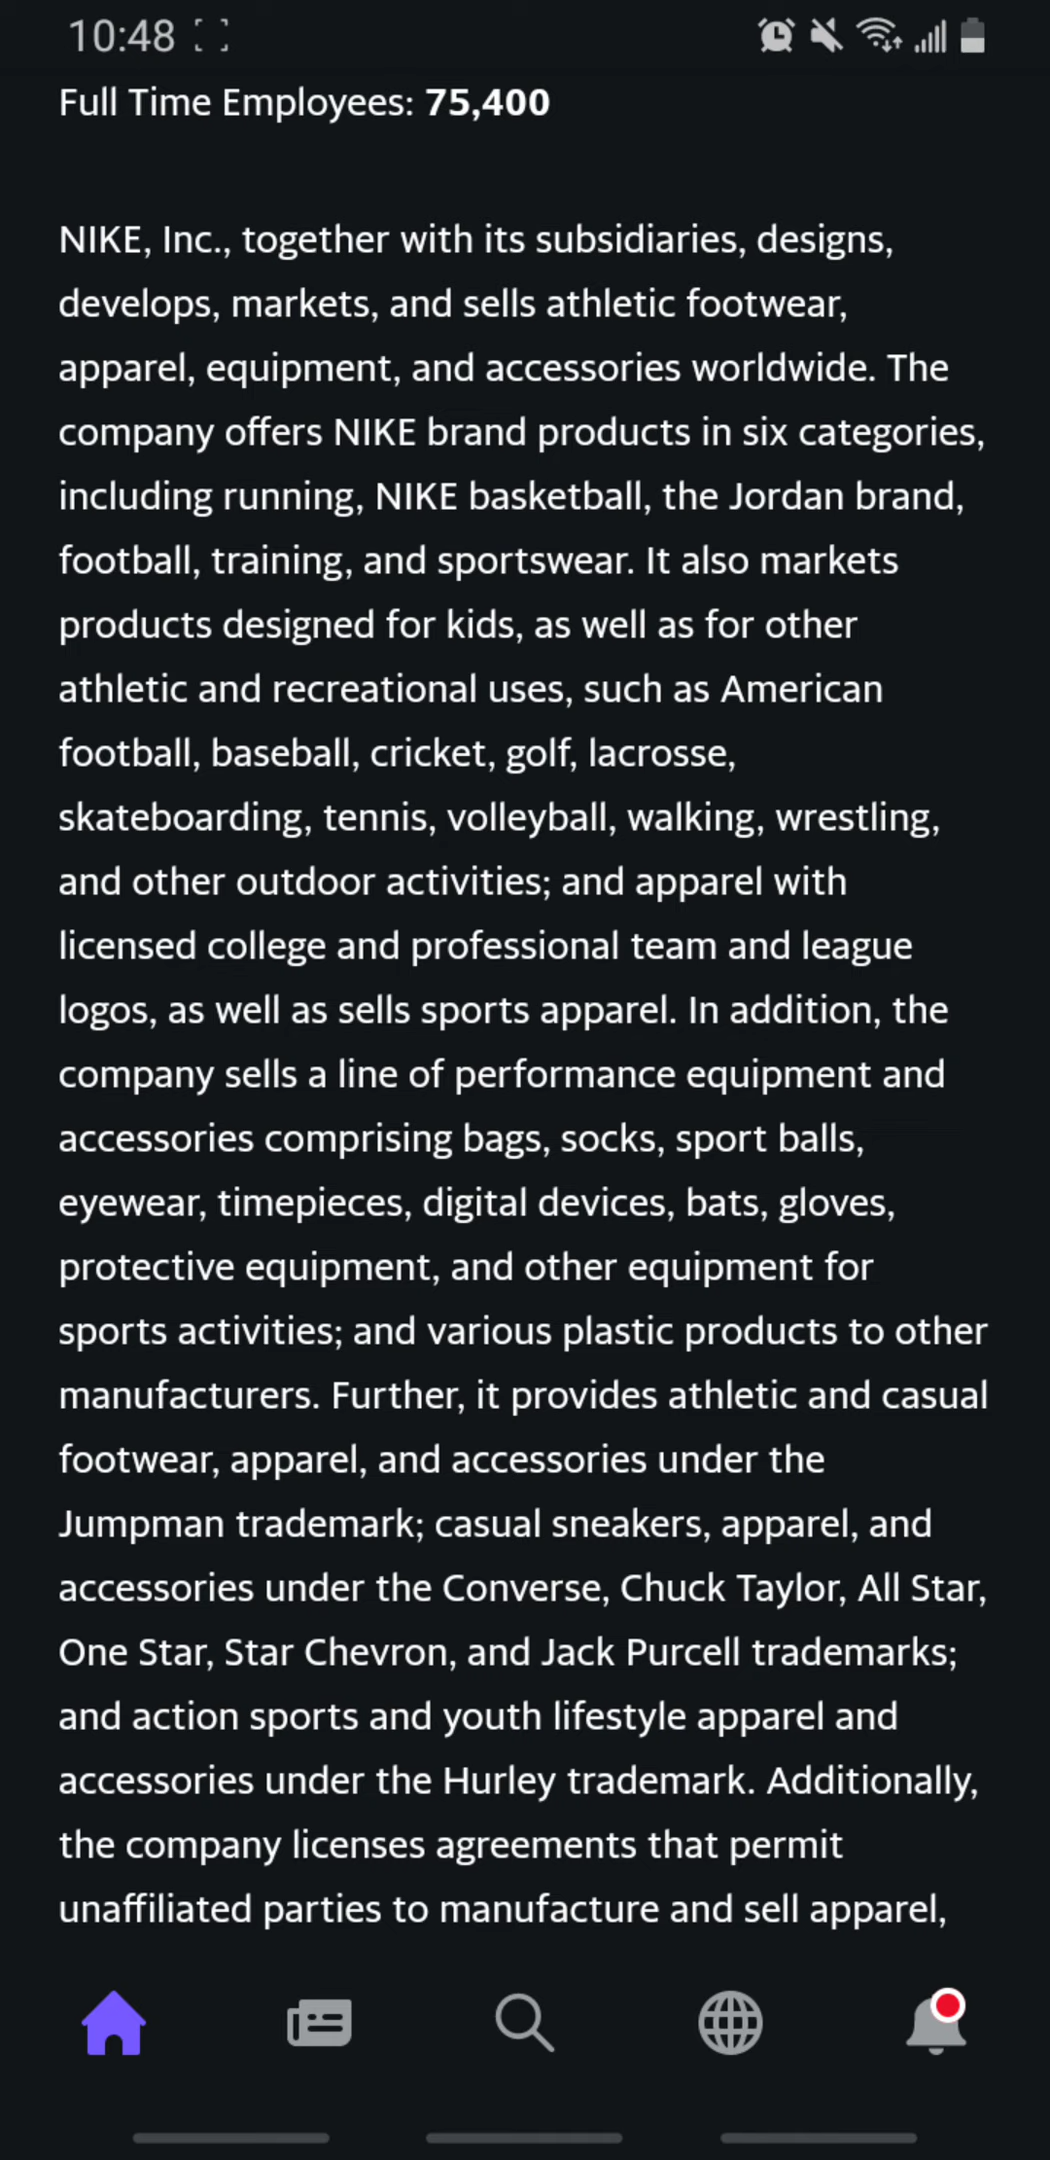 10:48
Full Time Employees: 75,400
NIKE, Inc., together with its subsidiaries, designs,
develops, markets, and sells athletic footwear,
apparel, equipment, and accessories worldwide. The
company offers NIKE brand products in six categories,
including running, NIKE basketball, the Jordan brand,
football, training, and sportswear. It also markets
products designed for kids, as well as for other
athletic and recreational uses, such as American
football, baseball, cricket, golf, lacrosse,
skateboarding, tennis, volleyball, walking, wrestling,
and other outdoor activities; and apparel with
licensed college and professional team and league
logos, as well as sells sports apparel. In addition, the
company sells a line of performance equipment and
accessories comprising bags, socks, sport balls,
eyewear, timepieces, digital devices, bats, gloves,
protective equipment, and other equipment for
sports activities; and various plastic products to other
manufacturers. Further, it provides athletic and casual
footwear, apparel, and accessories under the
Jumpman trademark; casual sneakers, apparel, and
accessories under the Converse, Chuck Taylor, All Star,
One Star, Star Chevron, and Jack Purcell trademarks;
and action sports and youth lifestyle apparel and
accessories under the Hurley trademark. Additionally,
the company licenses agreements that permit
unaffiliated parties to manufacture and sell apparel,